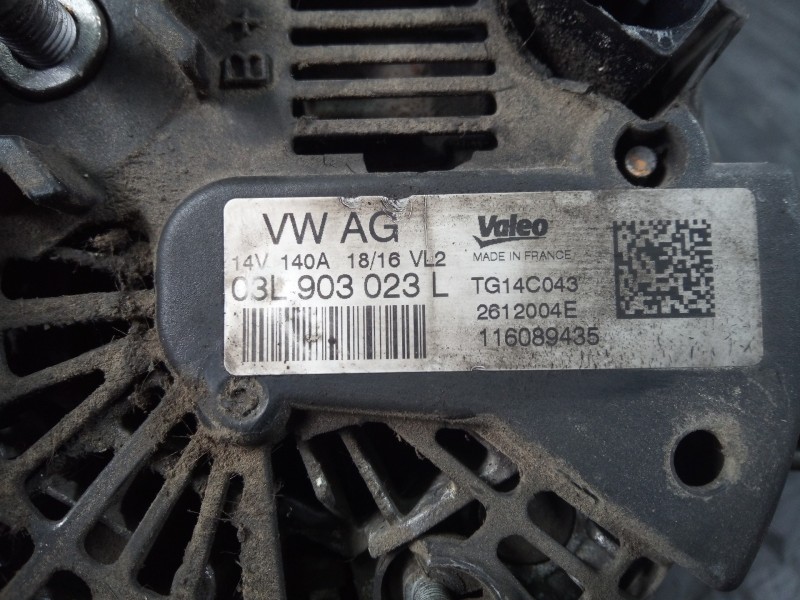 B+
VW AG
14V 140A 18/16 VL2
03L 903 023 L
Valeo
MADE IN FRANCE
TG14C043
2612004E
116089435